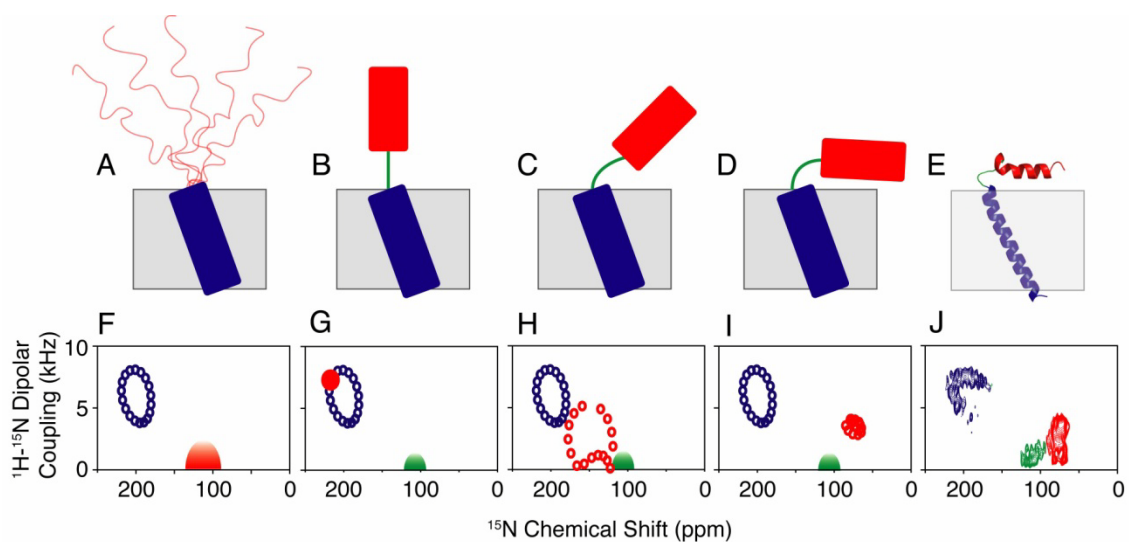 A B C D E
F G H I J
10
5
0
200 100 0 200 100 0 200 100 0 200 100 0 200 100 0
¹H-¹⁵N Dipolar
Coupling (kHz)
¹⁵N Chemical Shift (ppm)